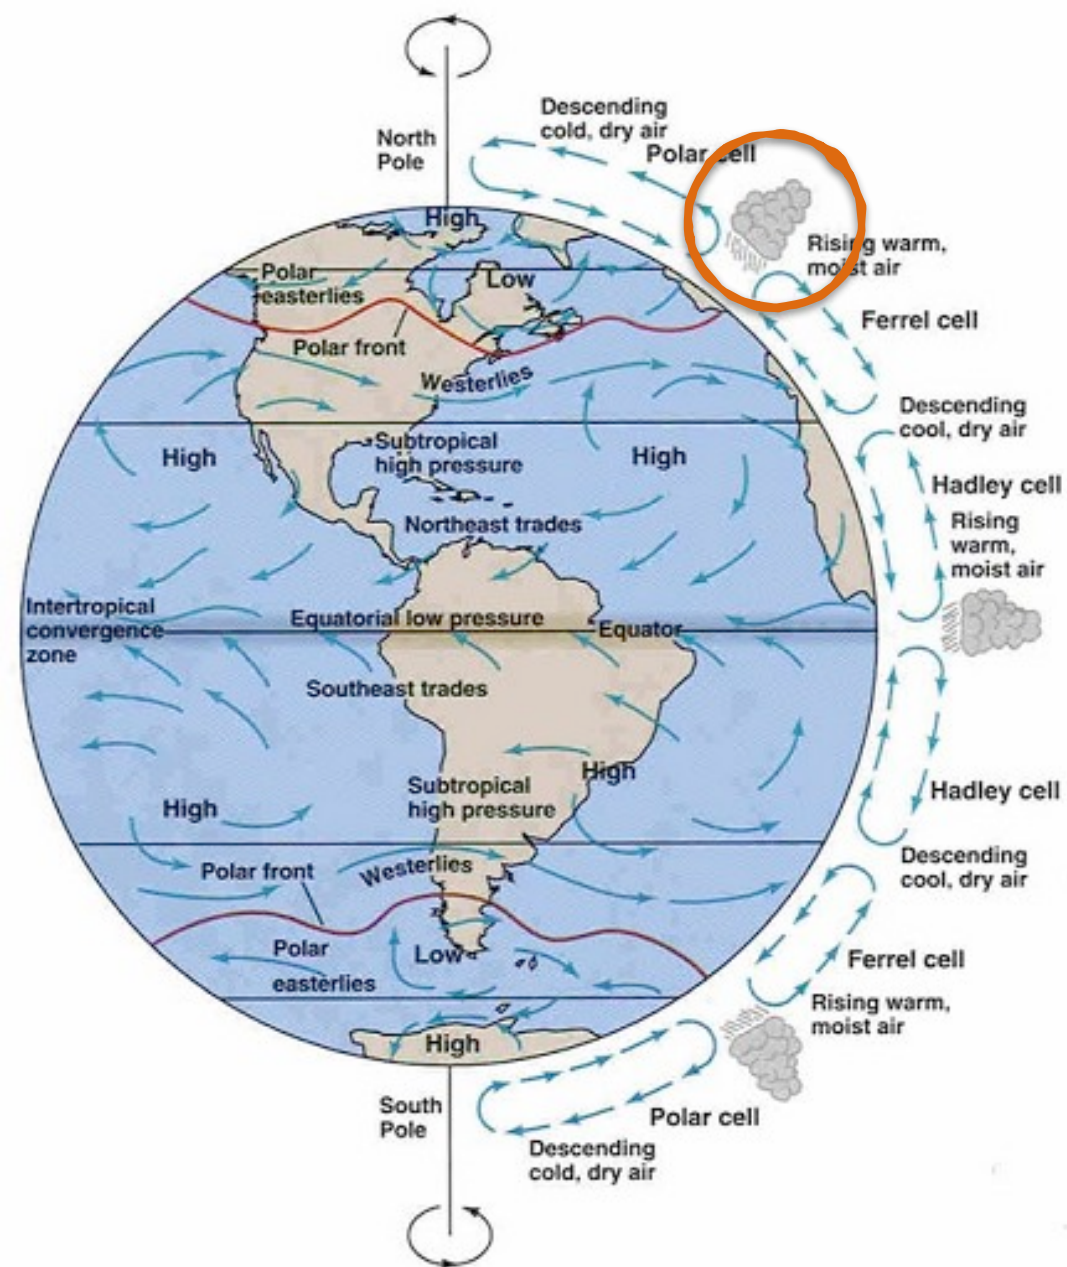 Descending
cold, dry air
North
Pole
Polar cell
High
Rising warm,
moist air
Polar
easterlies
Low
Ferrel cell
Polar front
Westerlies
Descending
cool, dry air
Subtropical
high pressure
High
High
Hadley cell
Northeast trades
Rising
warm,
moist air
Intertropical
convergence
zone
Equatorial low pressure
Equator
Southeast trades
High
Subtropical
high pressure
High
Hadley cell
Descending
cool, dry air
Westerlies
Polar front
Polar
easterlies
Low
Ferrel cell
Rising warm,
moist air
High
South
Pole
Polar cell
Descending
cold, dry air